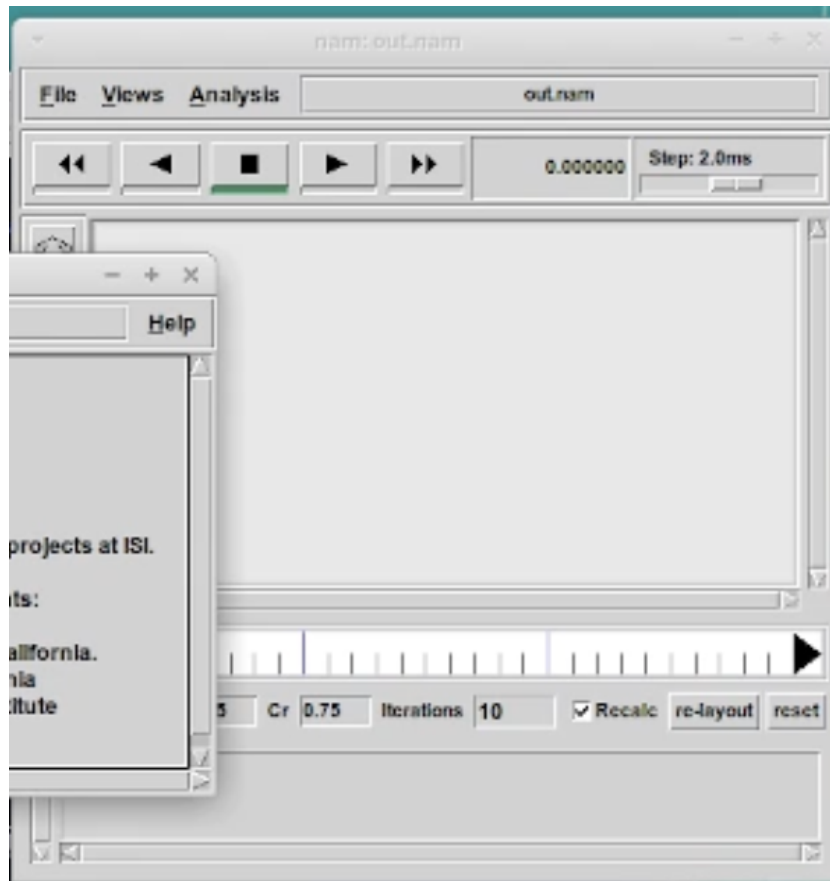 nam: out.nam
File Views Analysis out.nam
0.000000 Step: 2.0ms
Help
projects at ISI.
ts:
alifornia.
nia
titute
5 Cr 0.75 Iterations 10 Recalc re-layout reset